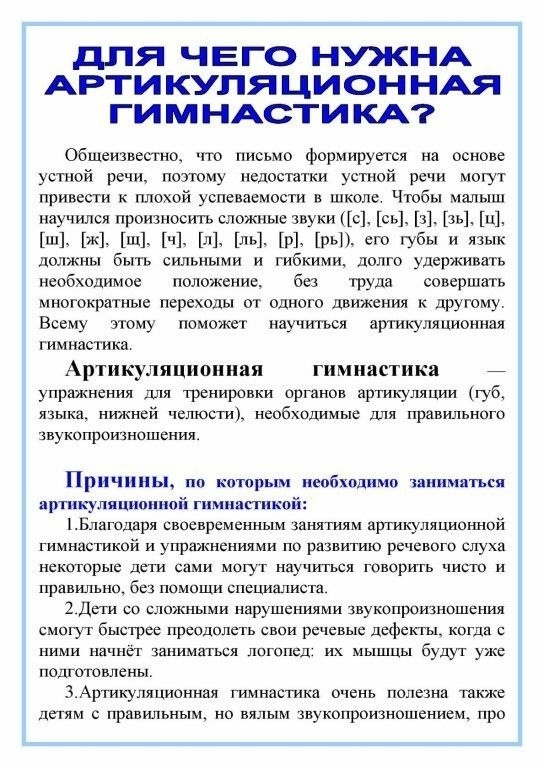 ДЛЯ ЧЕГО НУЖНА
АРТИКУЛЯЦИОННАЯ
ГИМНАСТИКА?
Общеизвестно, что письмо формируется на основе
устной речи, поэтому недостатки устной речи могут
привести к плохой успеваемости в школе. Чтобы малыш
научился произносить сложные звуки ([с], [сь], [з], [зь], [ц],
[ш], [ж], [щ], [ч], [л], [ль], [р], [рь]), его губы и язык
должны быть сильными и гибкими, долго удерживать
необходимое положение, без труда совершать
многократные переходы от одного движения к другому.
Всему этому поможет научиться артикуляционная
гимнастика.
Артикуляционная гимнастика —
упражнения для тренировки органов артикуляции (губ,
языка, нижней челюсти), необходимые для правильного
звукопроизношения.
Причины, по которым необходимо заниматься
артикуляционной гимнастикой:
1.Благодаря своевременным занятиям артикуляционной
гимнастикой и упражнениями по развитию речевого слуха
некоторые дети сами могут научиться говорить чисто и
правильно, без помощи специалиста.
2.Дети со сложными нарушениями звукопроизношения
смогут быстрее преодолеть свои речевые дефекты, когда с
ними начнёт заниматься логопед: их мышцы будут уже
подготовлены.
3.Артикуляционная гимнастика очень полезна также
детям с правильным, но вялым звукопроизношением, про